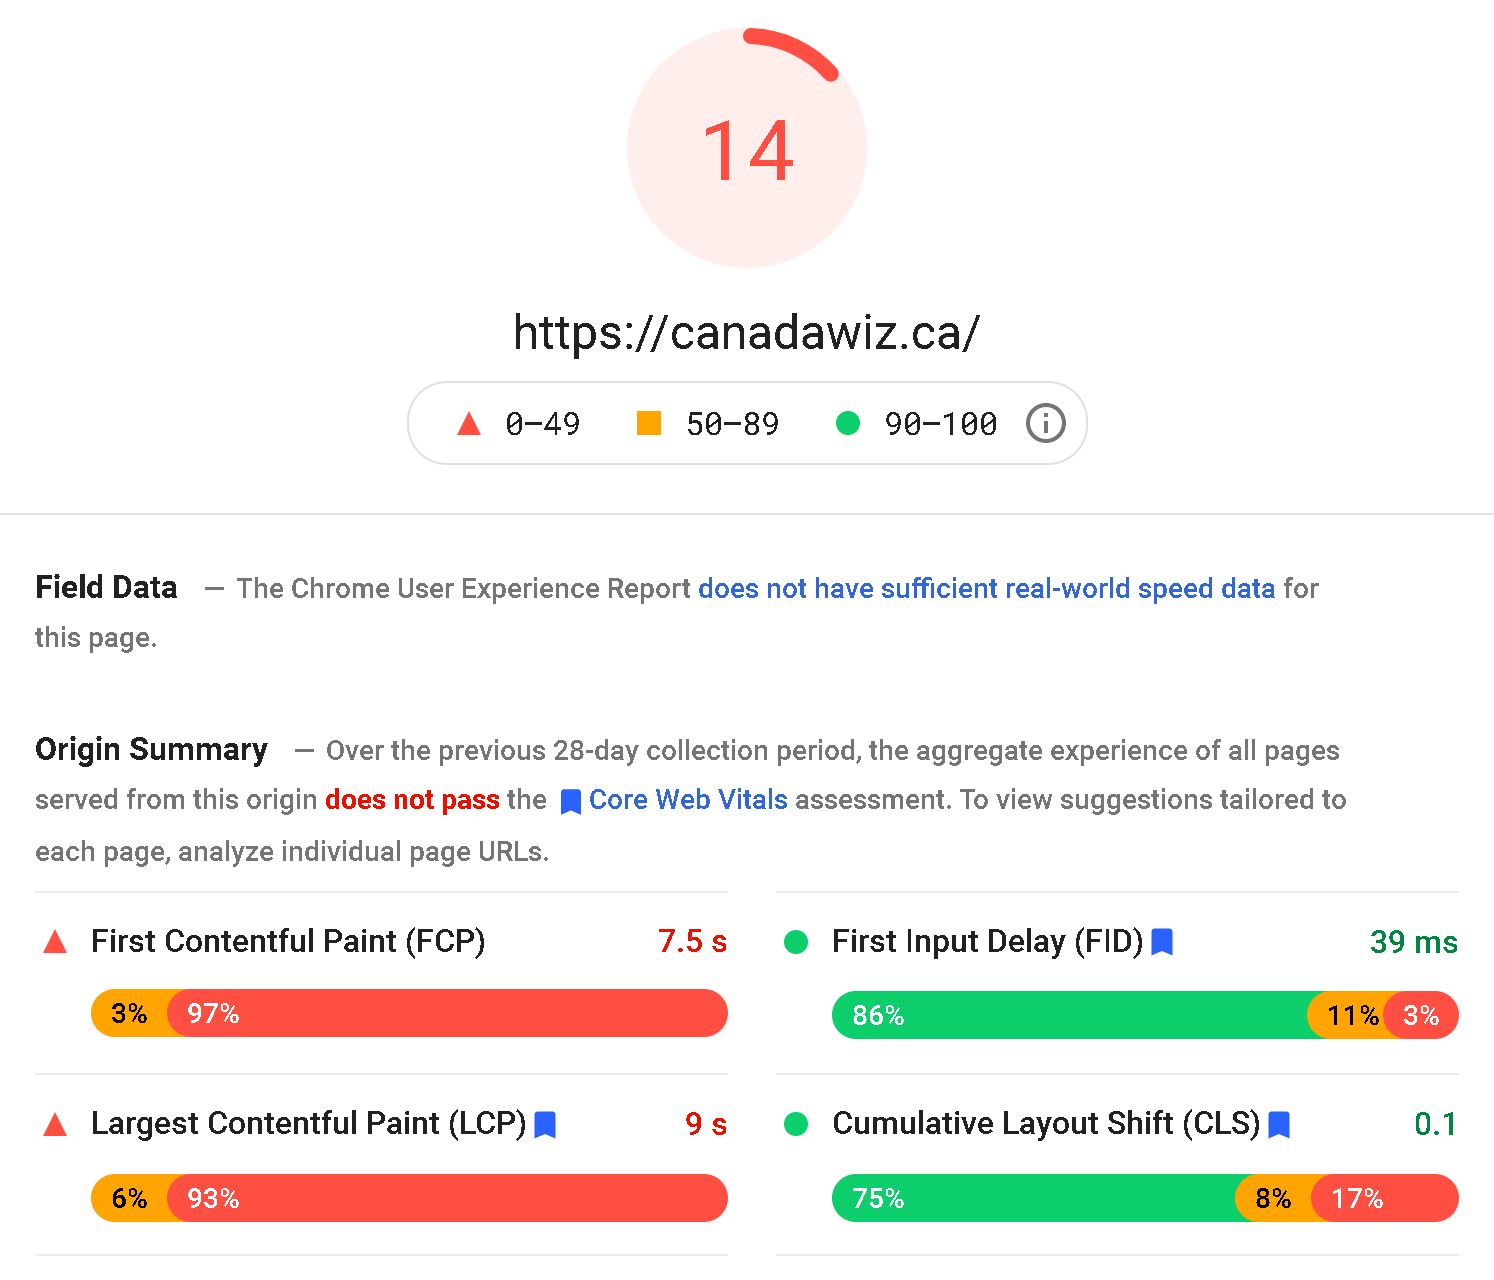 14
https://canadawiz.ca/
0–49 50–89 90–100
Field Data — The Chrome User Experience Report does not have sufficient real-world speed data for
this page.
Origin Summary — Over the previous 28-day collection period, the aggregate experience of all pages
served from this origin does not pass the Core Web Vitals assessment. To view suggestions tailored to
each page, analyze individual page URLs.
First Contentful Paint (FCP) 7.5 s
3% 97%
First Input Delay (FID) 39 ms
86% 11% 3%
Largest Contentful Paint (LCP) 9 s
6% 93%
Cumulative Layout Shift (CLS) 0.1
75% 8% 17%